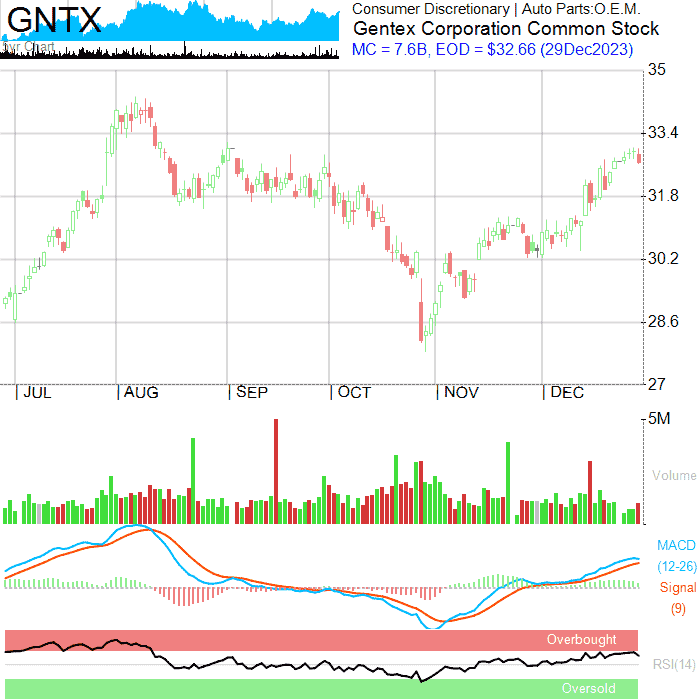 GNTX
5yr Chart
Consumer Discretionary | Auto Parts:O.E.M.
Gentex Corporation Common Stock
MC = 7.6B, EOD = $32.66 (29Dec2023)
35
33.4
31.8
30.2
28.6
27
JUL AUG SEP OCT NOV DEC
5M
Volume
MACD
(12-26)
Signal
(9)
Overbought
RSI(14)
Oversold